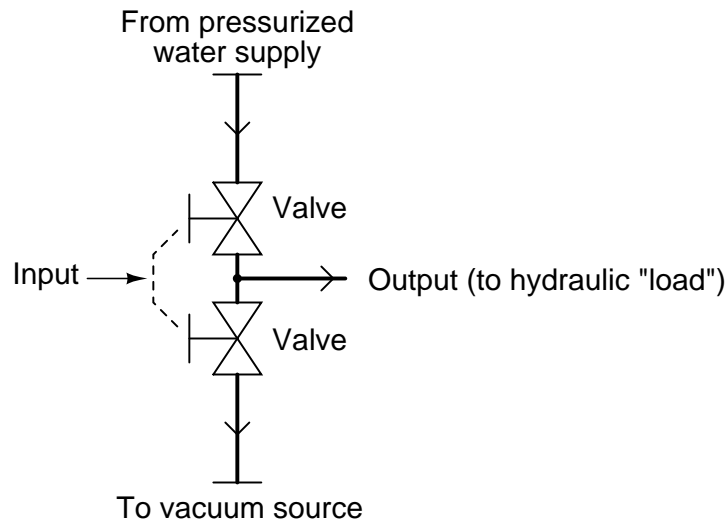 From pressurized
water supply
Valve
Input
Output (to hydraulic "load")
Valve
To vacuum source